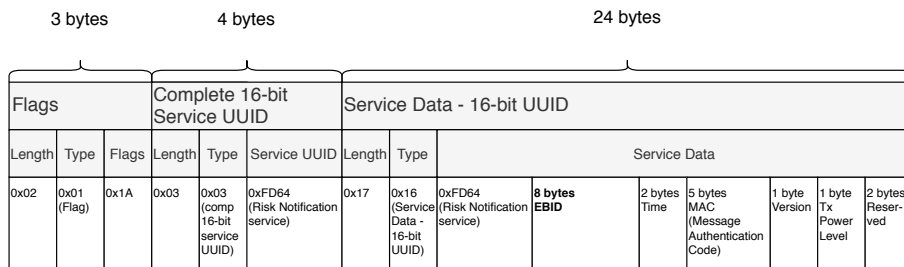 3 bytes 4 bytes 24 bytes
Flags
Complete 16-bit
Service UUID
Service Data - 16-bit UUID
Length Type Flags Length Type Service UUID Length Type Service Data
0x02
0x01
(Flag)
0x1A
0x03
0x03
(comp
16-bit
service
UUID)
0xFD64
(Risk Notification
service)
0x17
0x16
(Service
Data -
16-bit
UUID)
0xFD64
(Risk Notification
service)
8 bytes
EBID
2 bytes
Time
5 bytes
MAC
(Message
Authentication
Code)
1 byte
Version
1 byte
Tx
Power
Level
2 bytes
Reser-
ved